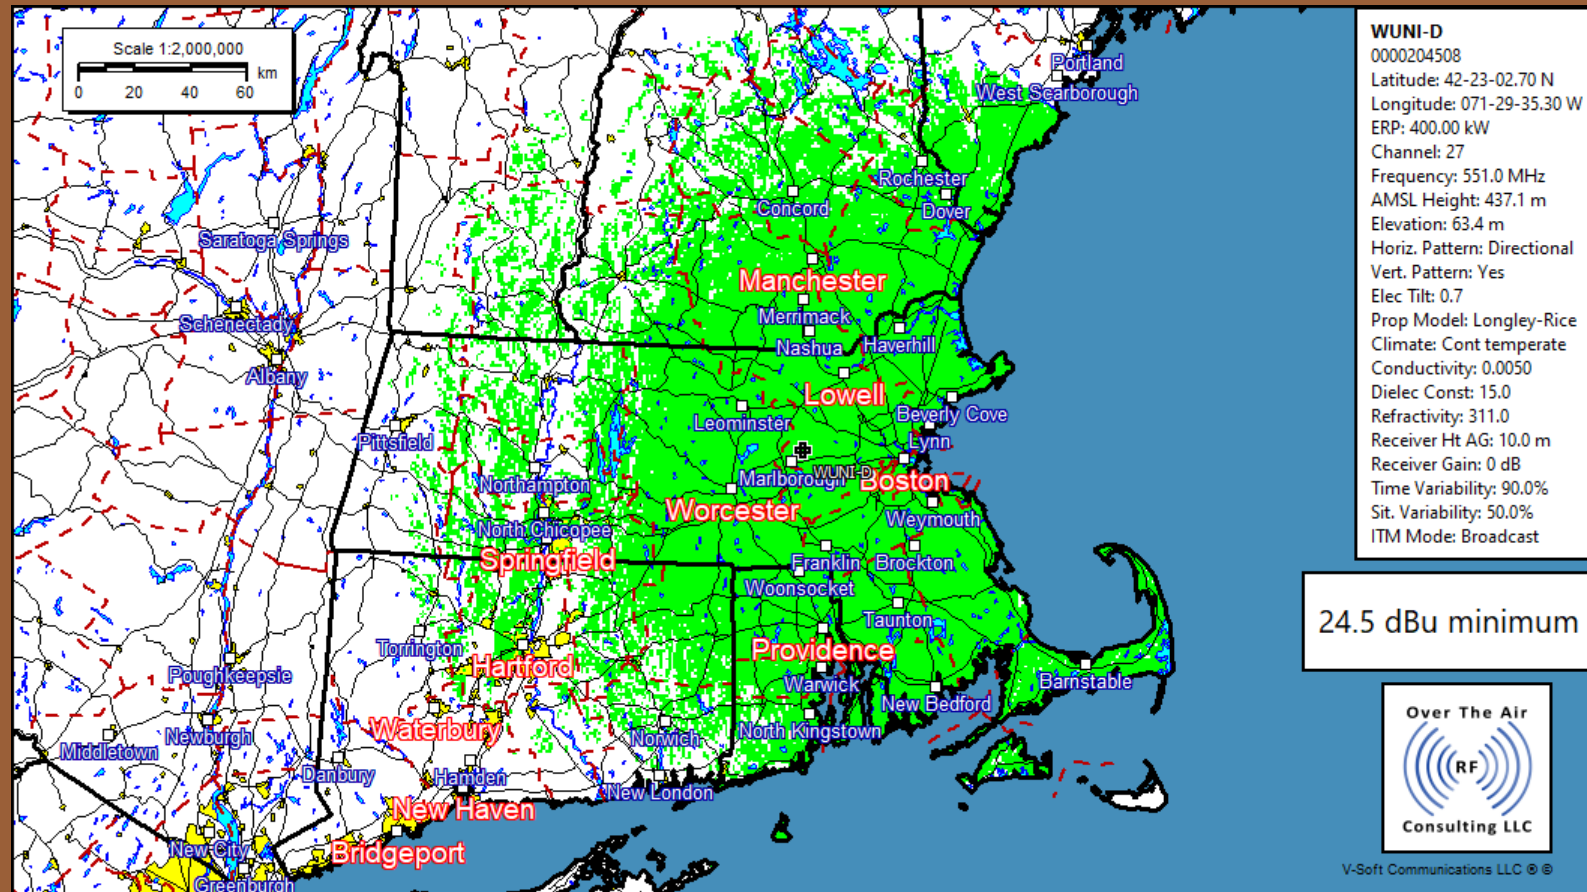 Scale 1:2,000,000
km
0 20 40 60
Portland
West Scarborough
Rochester
Concord
Dover
Saratoga Springs
Manchester
Schenectady
Merrimack
Nashua
Haverhill
Albany
Lowell
Leominster
Beverly Cove
Pittsfield
Lynn
Marlborough
WUNI-D
Boston
Northampton
Worcester
Weymouth
North Chicopee
Springfield
Franklin
Brockton
Woonsocket
Taunton
Torrington
Providence
Hartford
Poughkeepsie
Warwick
Barnstable
New Bedford
Waterbury
North Kingstown
Newburgh
Norwich
Middletown
Danbury
Hamden
New London
New Haven
New City
Bridgeport
Greenburgh
WUNI-D
0000204508
Latitude: 42-23-02.70 N
Longitude: 071-29-35.30 W
ERP: 400.00 kW
Channel: 27
Frequency: 551.0 MHz
AMSL Height: 437.1 m
Elevation: 63.4 m
Horiz. Pattern: Directional
Vert. Pattern: Yes
Elec Tilt: 0.7
Prop Model: Longley-Rice
Climate: Cont temperate
Conductivity: 0.0050
Dielec Const: 15.0
Refractivity: 311.0
Receiver Ht AG: 10.0 m
Receiver Gain: 0 dB
Time Variability: 90.0%
Sit. Variability: 50.0%
ITM Mode: Broadcast
24.5 dBu minimum
Over The Air
RF
Consulting LLC
V-Soft Communications LLC ® ©